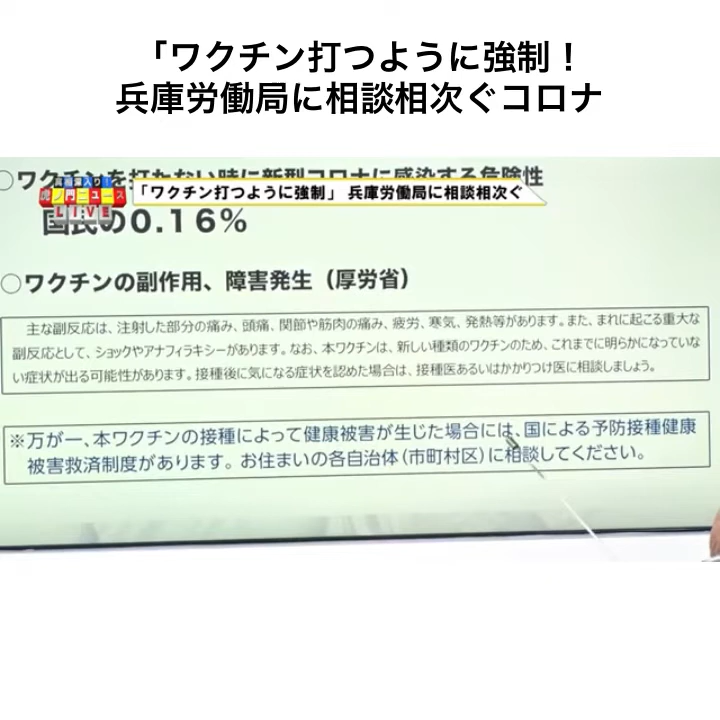 「ワクチン打つように強制！
兵庫労働局に相談相次ぐコロナ
○ワクチンを打たない時に新型コロナに感染する危険性
真相深入り！
虎ノ門ニュース
LIVE
「ワクチン打つように強制」 兵庫労働局に相談相次ぐ
国民の0.16%
○ワクチンの副作用、障害発生（厚労省）
主な副反応は、注射した部分の痛み、頭痛、関節や筋肉の痛み、疲労、寒気、発熱等があります。また、まれに起こる重大な
副反応として、ショックやアナフィラキシーがあります。なお、本ワクチンは、新しい種類のワクチンのため、これまでに明らかになっていな
い症状が出る可能性があります。接種後に気になる症状を認めた場合は、接種医あるいはかかりつけ医に相談しましょう。
※万が一、本ワクチンの接種によって健康被害が生じた場合には、国による予防接種健康
被害救済制度があります。お住まいの各自治体（市町村区）に相談してください。